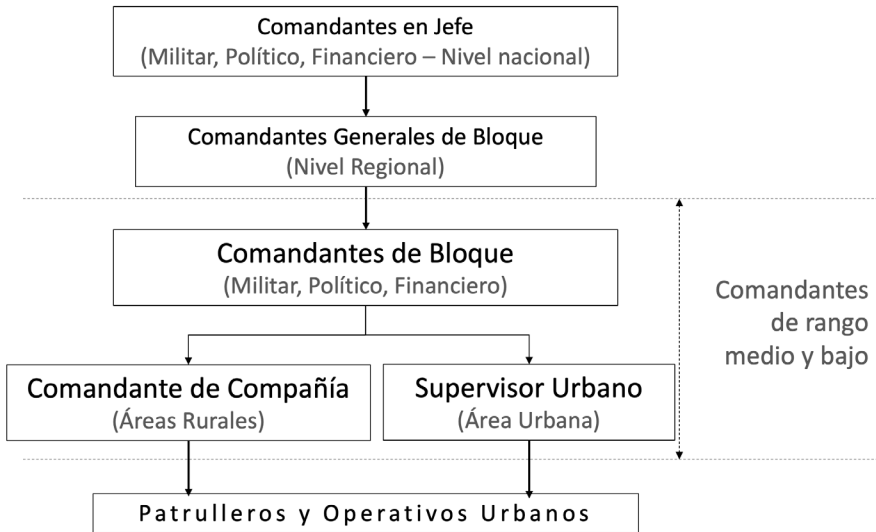 Comandantes en Jefe
(Militar, Político, Financiero – Nivel nacional)
Comandantes Generales de Bloque
(Nivel Regional)
Comandantes de Bloque
(Militar, Político, Financiero)
Comandantes
de rango
medio y bajo
Comandante de Compañía
(Áreas Rurales)
Supervisor Urbano
(Área Urbana)
Patrulleros y Operativos Urbanos